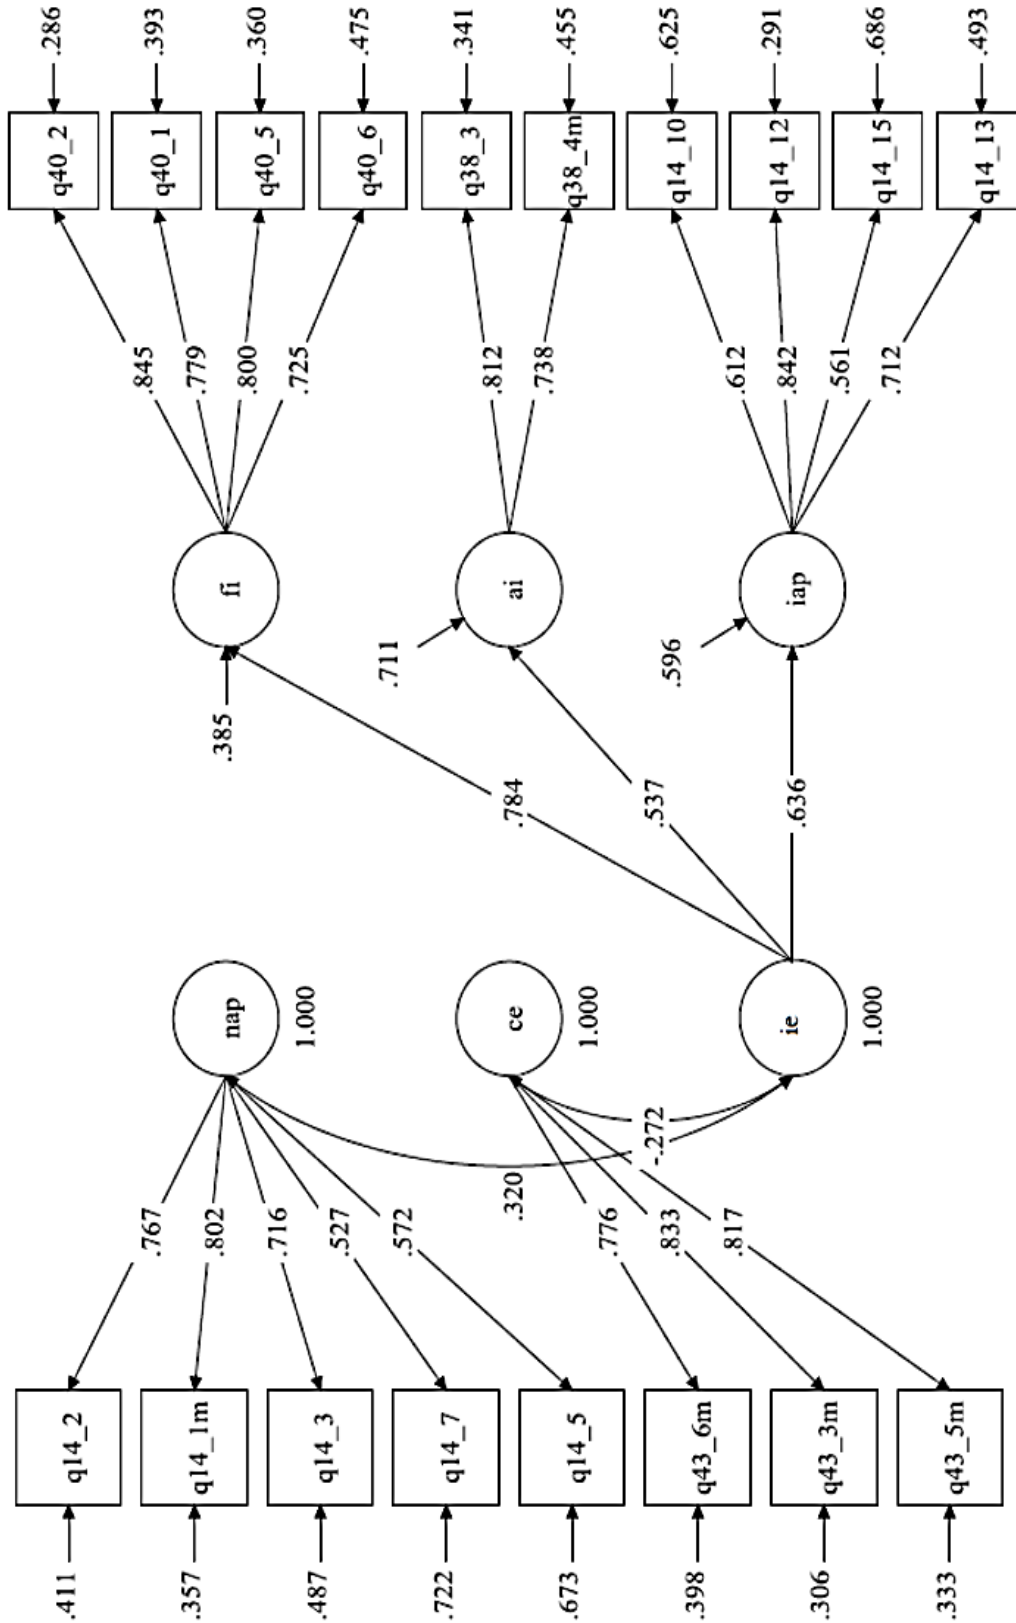 .286
.393
.360
.475
.341
.455
.625
.291
.686
.493
q40_2
q40_1
q40_5
q40_6
q38_3
q38_4m
q14_10
q14_12
q14_15
q14_13
.845
.779
.800
.725
.812
.738
.612
.842
.561
.712
fi
ai
iap
.385
.711
.596
.784
.537
.636
nap
ce
ie
1.000
1.000
1.000
.320
-.272
.767
.802
.716
.527
.572
.776
.833
.817
q14_2
q14_1m
q14_3
q14_7
q14_5
q43_6m
q43_3m
q43_5m
.411
.357
.487
.722
.673
.398
.306
.333